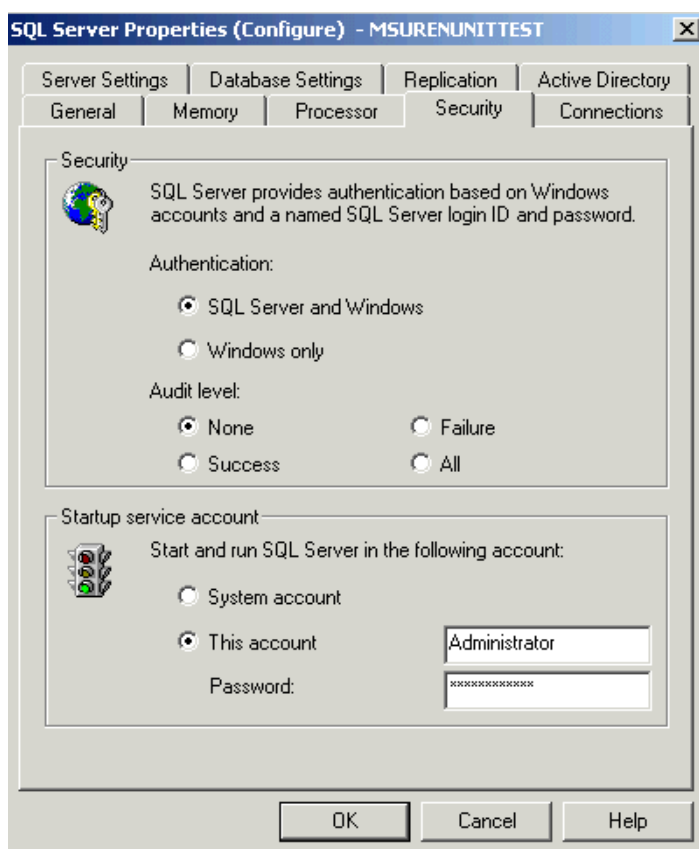 SQL Server Properties (Configure) - MSURENUNITTEST
Server Settings Database Settings Replication Active Directory
General Memory Processor Security Connections
Security
SQL Server provides authentication based on Windows
accounts and a named SQL Server login ID and password.
Authentication:
SQL Server and Windows
Windows only
Audit level:
None Failure
Success All
Startup service account
Start and run SQL Server in the following account:
System account
This account Administrator
Password: ************
OK Cancel Help